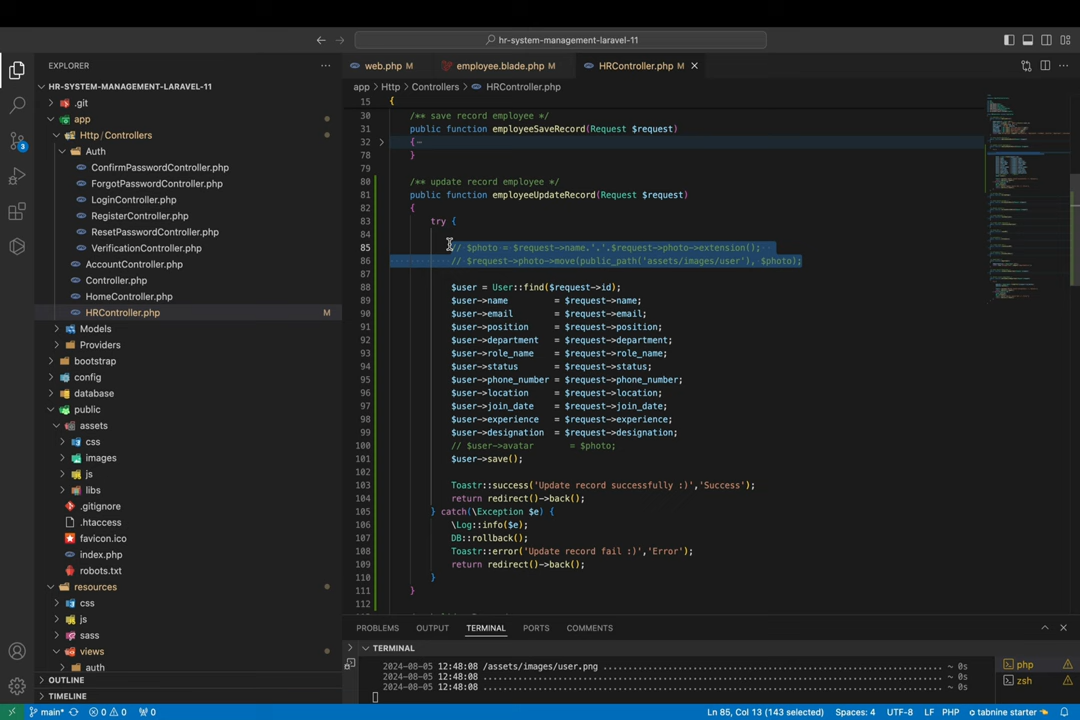 hr-system-management-laravel-11
EXPLORER
HR-SYSTEM-MANAGEMENT-LARAVEL-11
.git
app
Http/Controllers
Auth
ConfirmPasswordController.php
ForgotPasswordController.php
LoginController.php
RegisterController.php
ResetPasswordController.php
VerificationController.php
AccountController.php
Controller.php
HomeController.php
HRController.php M
Models
Providers
bootstrap
config
database
public
assets
css
images
js
libs
.gitignore
.htaccess
favicon.ico
index.php
robots.txt
resources
css
js
sass
views
auth
OUTLINE
TIMELINE
3
web.php M
employee.blade.php M
HRController.php M
app > Http > Controllers > HRController.php
15 {
30 /** save record employee */
31 public function employeeSaveRecord(Request $request)
32 {
78 }
79
80 /** update record employee */
81 public function employeeUpdateRecord(Request $request)
82 {
83 try {
84
85 // $photo = $request->name.'.'.$request->photo->extension();
86 // $request->photo->move(public_path('assets/images/user'), $photo);
87
88 $user = User::find($request->id);
89 $user->name = $request->name;
90 $user->email = $request->email;
91 $user->position = $request->position;
92 $user->department = $request->department;
93 $user->role_name = $request->role_name;
94 $user->status = $request->status;
95 $user->phone_number = $request->phone_number;
96 $user->location = $request->location;
97 $user->join_date = $request->join_date;
98 $user->experience = $request->experience;
99 $user->designation = $request->designation;
100 // $user->avatar = $photo;
101 $user->save();
102
103 Toastr::success('Update record successfully :)','Success');
104 return redirect()->back();
105 } catch(\Exception $e) {
106 \Log::info($e);
107 DB::rollback();
108 Toastr::error('Update record fail :)','Error');
109 return redirect()->back();
110 }
111 }
112
PROBLEMS OUTPUT TERMINAL PORTS COMMENTS
TERMINAL
2024-08-05 12:48:08 /assets/images/user.png ~ 0s
2024-08-05 12:48:08 ~ 0s
2024-08-05 12:48:08 ~ 0s
php
zsh
main* 0 0 0 Ln 85, Col 13 (143 selected) Spaces: 4 UTF-8 LF PHP tabnine starter